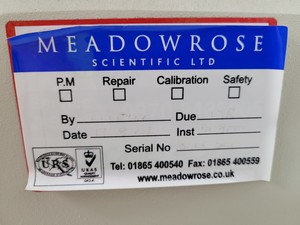 MEADOWROSE
SCIENTIFIC LTD
P.M Repair Calibration Safety
By Due
Date Inst
Serial No
URS UKAS
Tel: 01865 400540 Fax: 01865 400559
www.meadowrose.co.uk